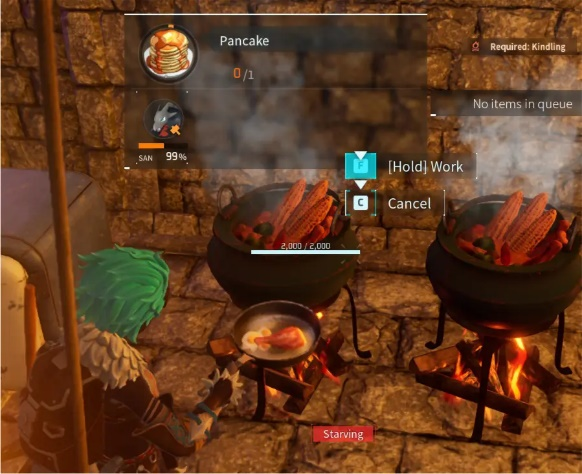 Pancake
0/1
SAN 99%
Required: Kindling
No items in queue
F [Hold] Work
C Cancel
2,000 / 2,000
Starving